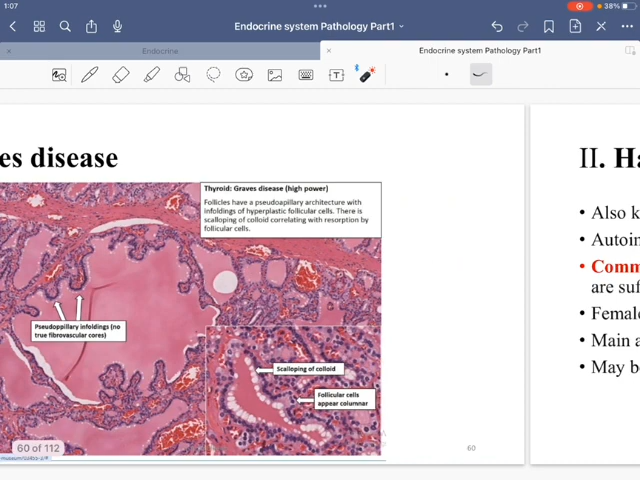 1:07
38%
Endocrine system Pathology Part1
Endocrine
Endocrine system Pathology Part1
es disease
Thyroid: Graves disease (high power)
Follicles have a pseudoapillary architecture with
infoldings of hyperplastic follicular cells. There is
scalloping of colloid correlating with resorption by
follicular cells.
Pseudoppillary infoldings (no
true fibrovascular cores)
Scalloping of colloid
Follicular cells
appear columnar
60 of 112
60
II. Ha
• Also k
• Autoin
• Comm
are suf
• Female
• Main a
• May b